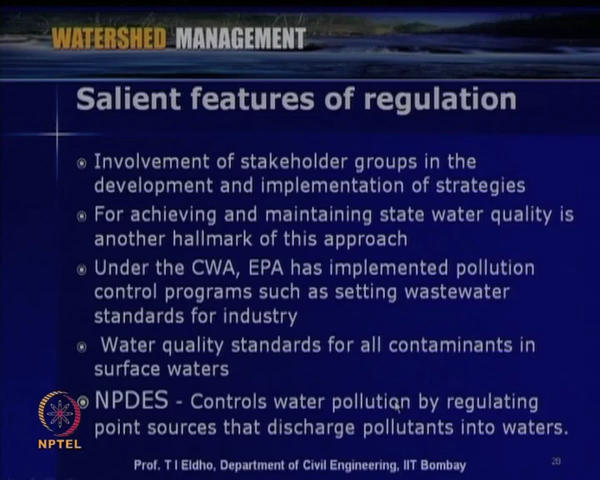 WATERSHED MANAGEMENT
Salient features of regulation
Involvement of stakeholder groups in the
development and implementation of strategies
For achieving and maintaining state water quality is
another hallmark of this approach
Under the CWA, EPA has implemented pollution
control programs such as setting wastewater
standards for industry
Water quality standards for all contaminants in
surface waters
NPDES - Controls water pollution by regulating
point sources that discharge pollutants into waters.
NPTEL
Prof. T I Eldho, Department of Civil Engineering, IIT Bombay
28